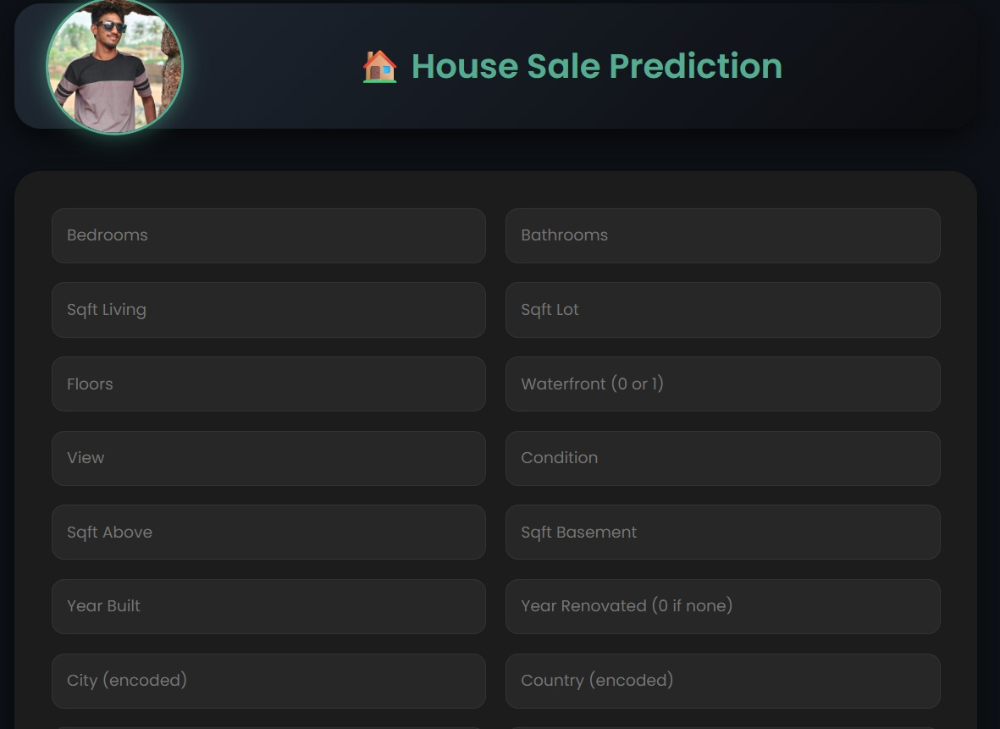 🏠 House Sale Prediction
Bedrooms
Bathrooms
Sqft Living
Sqft Lot
Floors
Waterfront (0 or 1)
View
Condition
Sqft Above
Sqft Basement
Year Built
Year Renovated (0 if none)
City (encoded)
Country (encoded)